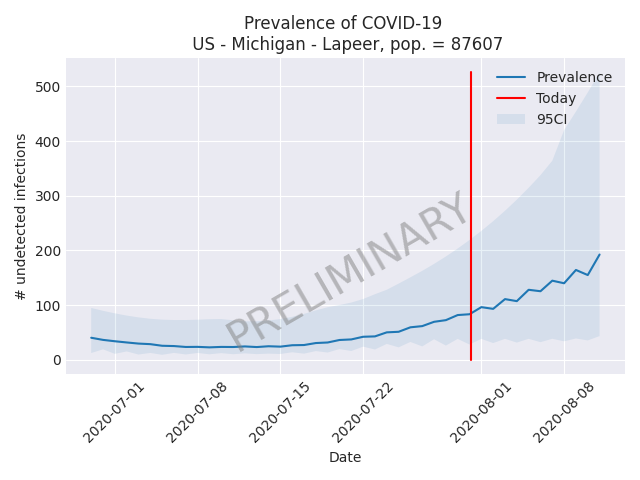 Prevalence of COVID-19
US - Michigan - Lapeer, pop. = 87607
Prevalence
Today
95CI
500
400
300
200
100
0
# undetected infections
PRELIMINARY
2020-07-01
2020-07-08
2020-07-15
2020-07-22
2020-08-01
2020-08-08
Date